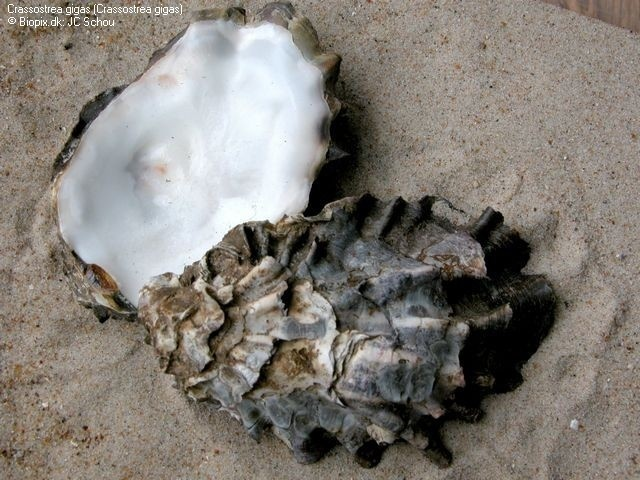 Crassostrea gigas (Crassostrea gigas)
© Biopix.dk: JC Schou